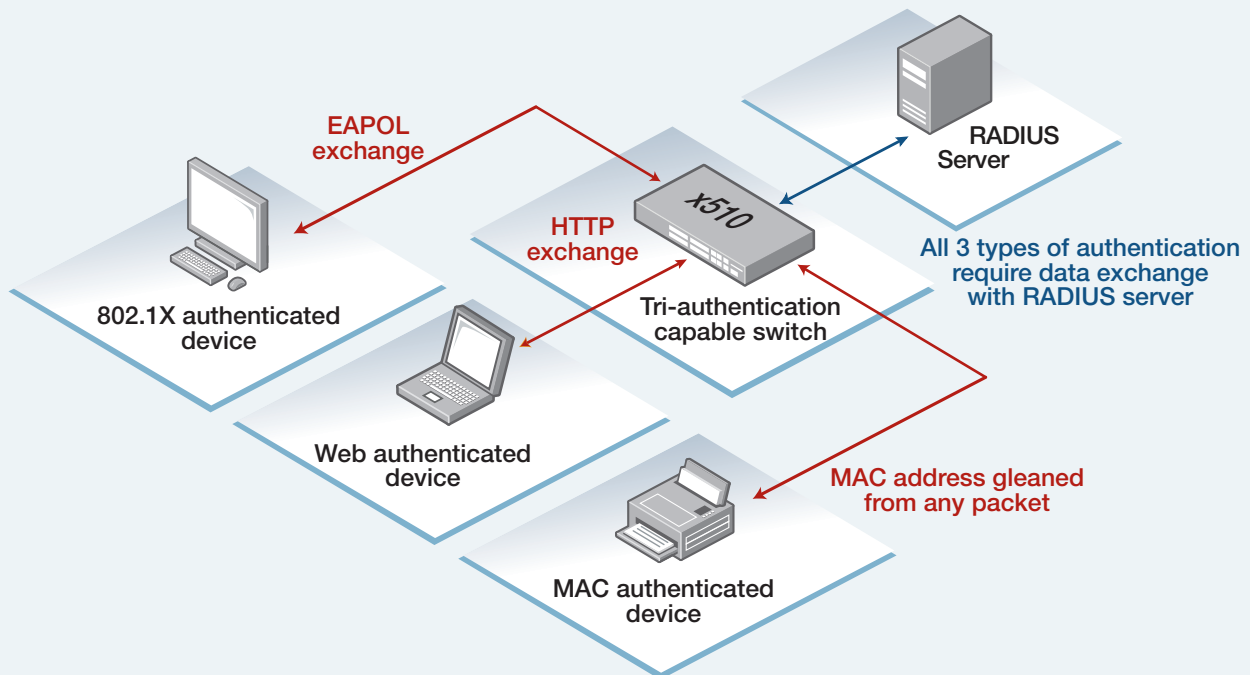 EAPOL
exchange
RADIUS
Server
x510
HTTP
exchange
All 3 types of authentication
require data exchange
with RADIUS server
802.1X authenticated
device
Tri-authentication
capable switch
Web authenticated
device
MAC address gleaned
from any packet
MAC authenticated
device